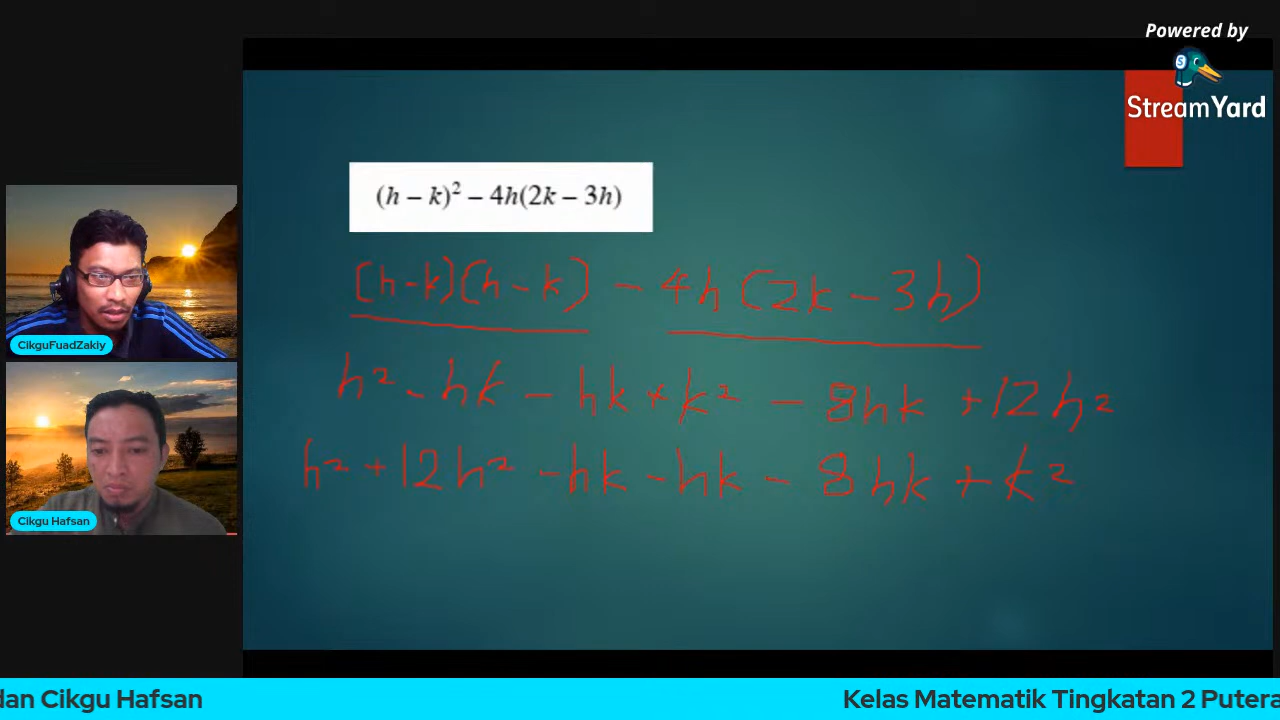 Powered by
StreamYard
(h – k)² – 4h(2k – 3h)
(h-k)(h-k) - 4h(2k-3h)
h² - hk - hk + k² - 8hk + 12h²
h² + 12h² - hk - hk - 8hk + k²
CikguFuadZakiy
Cikgu Hafsan
dan Cikgu Hafsan
Kelas Matematik Tingkatan 2 Putera